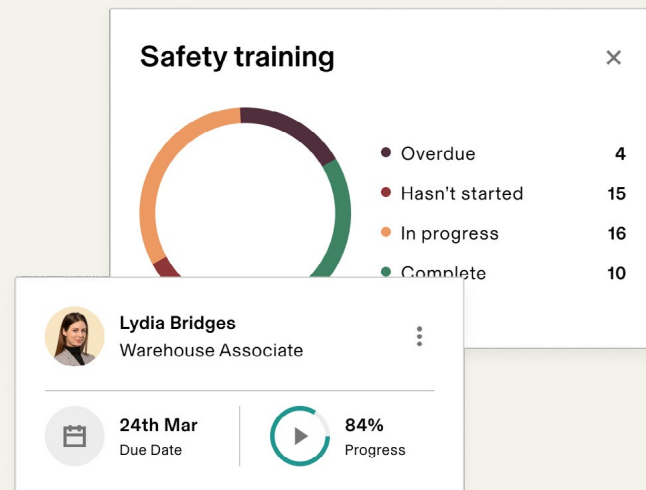 Safety training
Overdue 4
Hasn't started 15
In progress 16
Complete 10
Lydia Bridges
Warehouse Associate
24th Mar
Due Date
84%
Progress